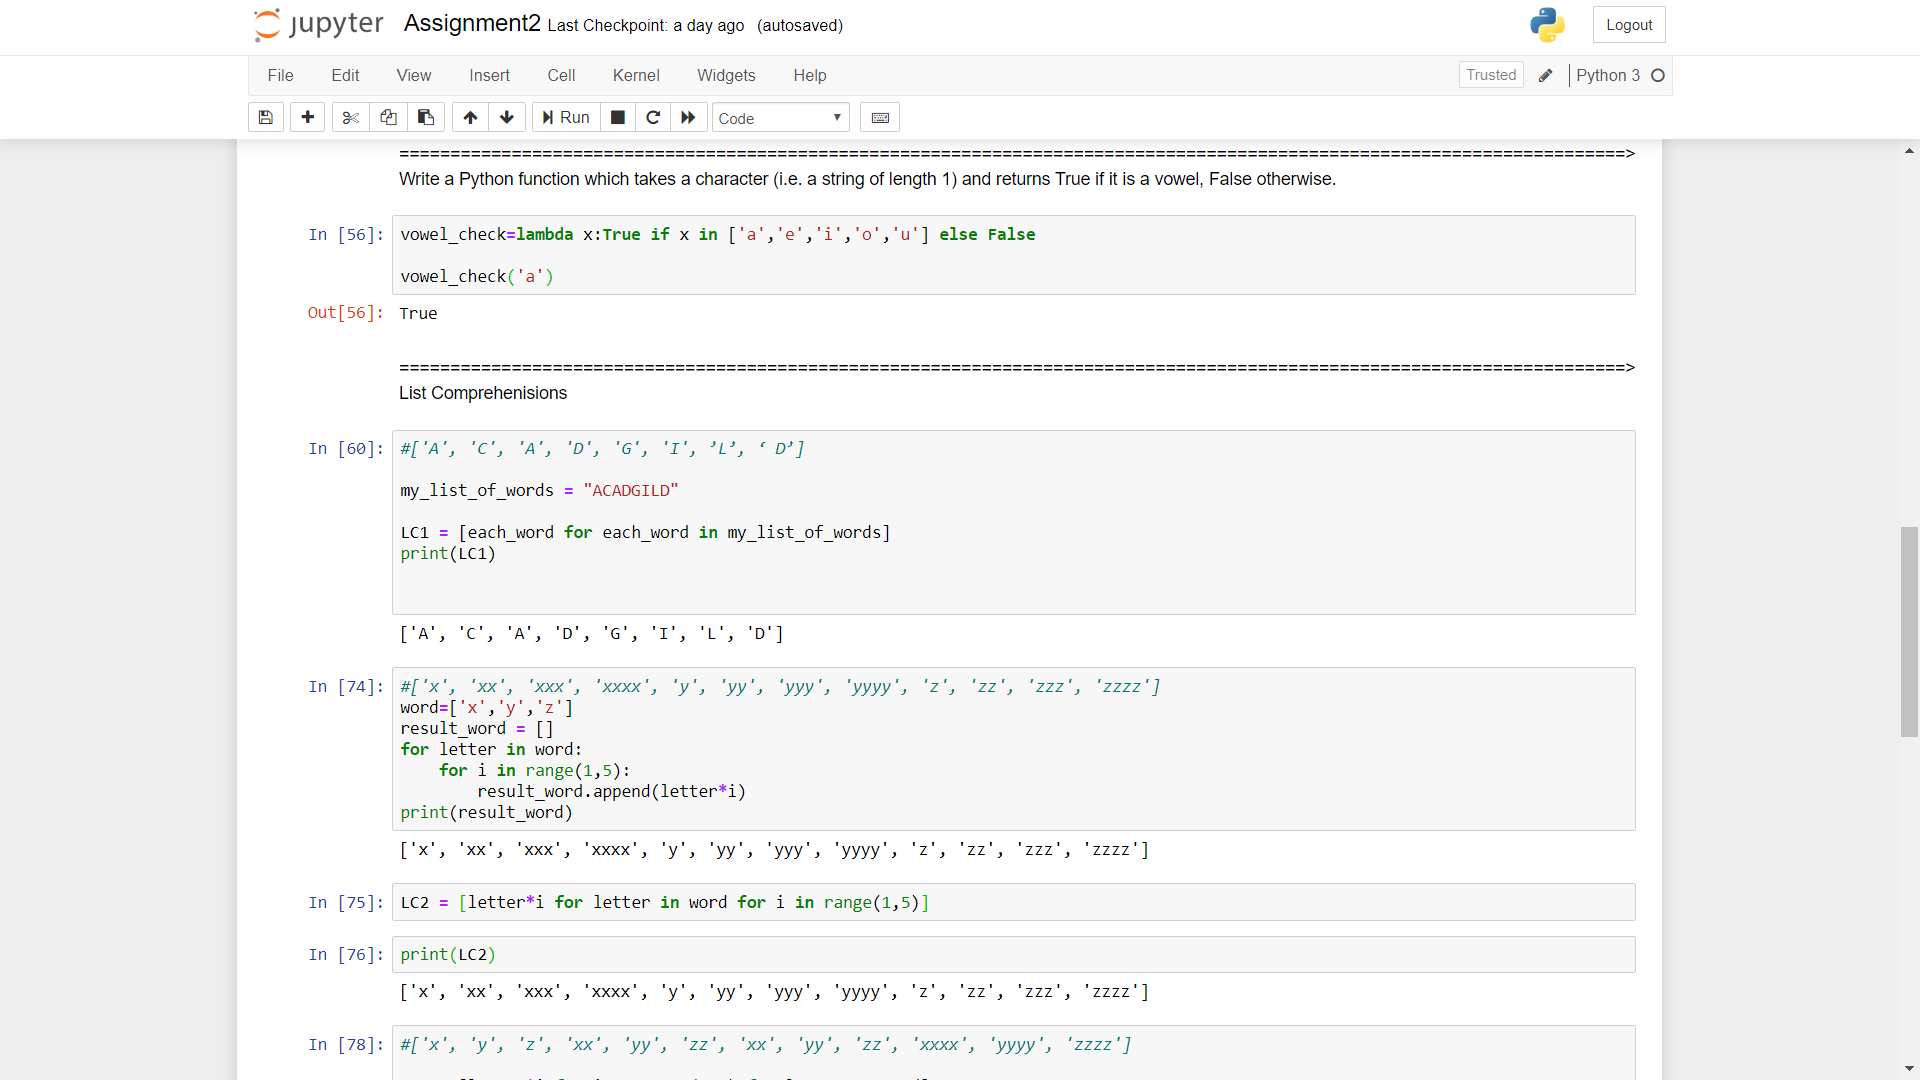 jupyter Assignment2 Last Checkpoint: a day ago (autosaved) Logout
File Edit View Insert Cell Kernel Widgets Help Trusted Python 3
Run Code
========================================================================================================================>
Write a Python function which takes a character (i.e. a string of length 1) and returns True if it is a vowel, False otherwise.
In [56]: vowel_check=lambda x:True if x in ['a','e','i','o','u'] else False
vowel_check('a')
Out[56]: True
========================================================================================================================>
List Comprehenisions
In [60]: #['A', 'C', 'A', 'D', 'G', 'I', ’L’, ‘ D’]
my_list_of_words = "ACADGILD"
LC1 = [each_word for each_word in my_list_of_words]
print(LC1)
['A', 'C', 'A', 'D', 'G', 'I', 'L', 'D']
In [74]: #['x', 'xx', 'xxx', 'xxxx', 'y', 'yy', 'yyy', 'yyyy', 'z', 'zz', 'zzz', 'zzzz']
word=['x','y','z']
result_word = []
for letter in word:
    for i in range(1,5):
        result_word.append(letter*i)
print(result_word)
['x', 'xx', 'xxx', 'xxxx', 'y', 'yy', 'yyy', 'yyyy', 'z', 'zz', 'zzz', 'zzzz']
In [75]: LC2 = [letter*i for letter in word for i in range(1,5)]
In [76]: print(LC2)
['x', 'xx', 'xxx', 'xxxx', 'y', 'yy', 'yyy', 'yyyy', 'z', 'zz', 'zzz', 'zzzz']
In [78]: #['x', 'y', 'z', 'xx', 'yy', 'zz', 'xx', 'yy', 'zz', 'xxxx', 'yyyy', 'zzzz']